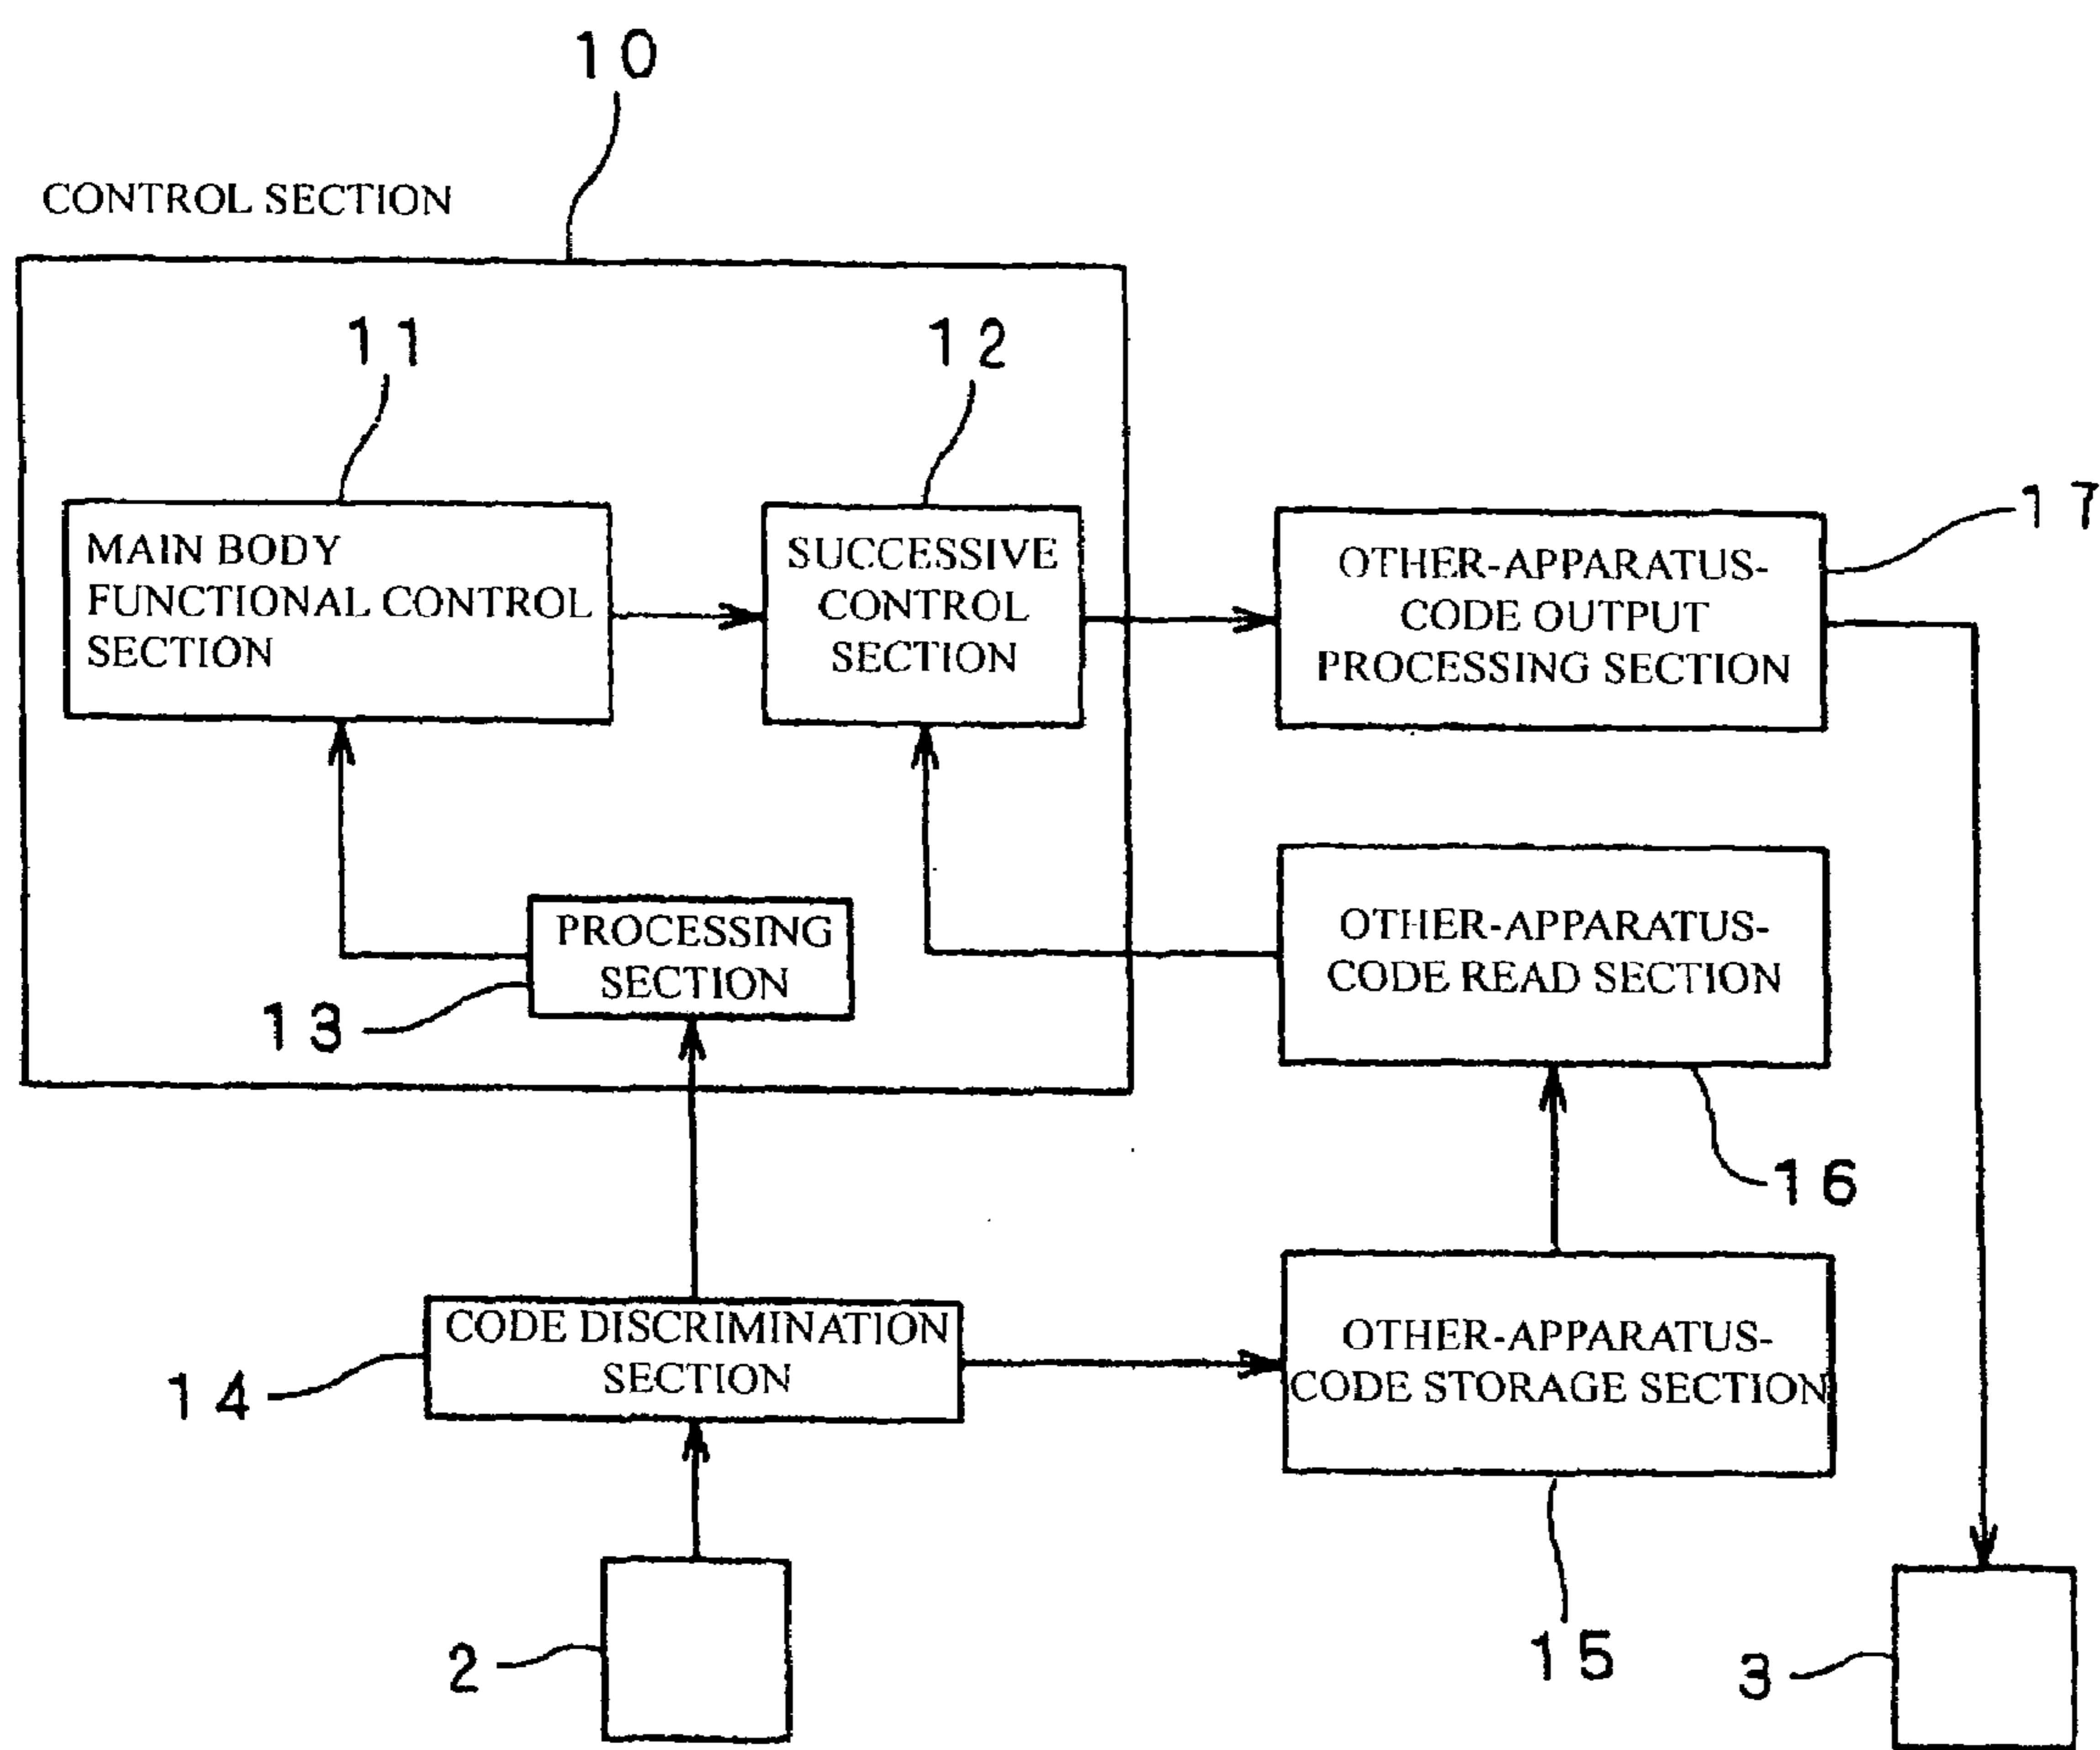 10
CONTROL SECTION
11
12
17
MAIN BODY
FUNCTIONAL CONTROL
SECTION
SUCCESSIVE
CONTROL
SECTION
OTHER-APPARATUS-
CODE OUTPUT
PROCESSING SECTION
PROCESSING
SECTION
13
OTHER-APPARATUS-
CODE READ SECTION
16
CODE DISCRIMINATION
SECTION
14
OTHER-APPARATUS-
CODE STORAGE SECTION
15
2
3